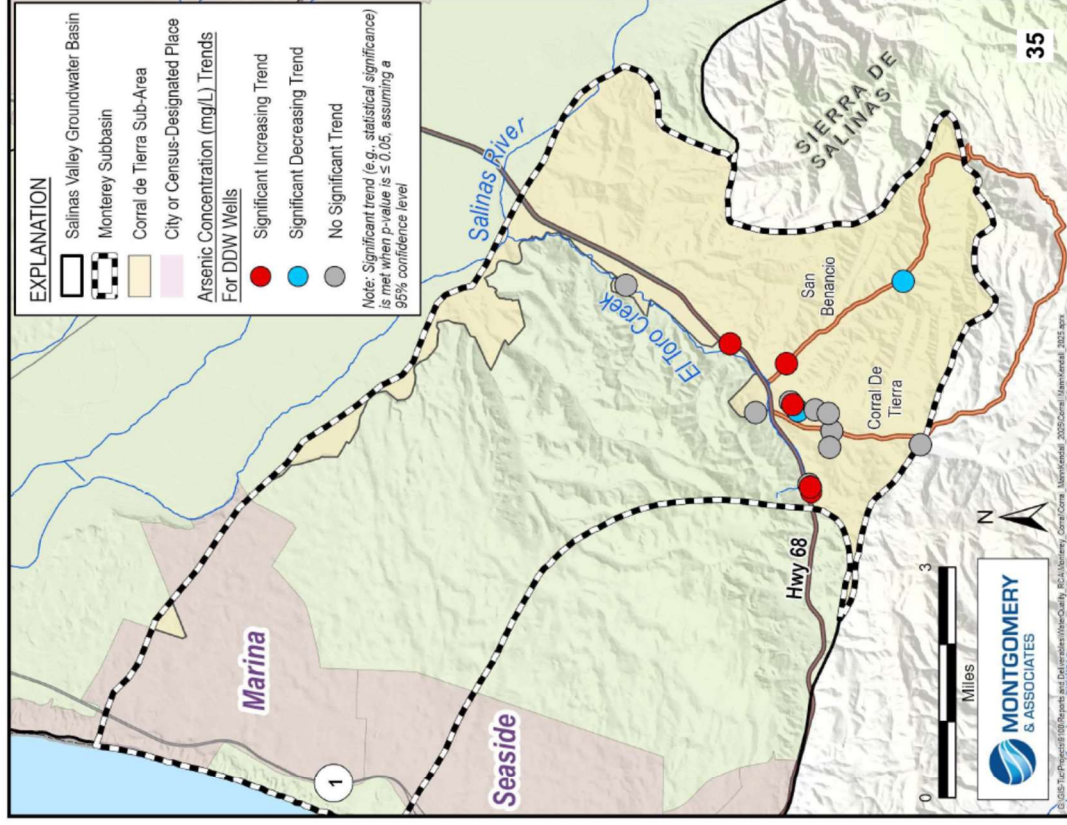 EXPLANATION
Salinas Valley Groundwater Basin
Monterey Subbasin
Corral de Tierra Sub-Area
City or Census-Designated Place
Arsenic Concentration (mg/L) Trends
For DDW Wells
Significant Increasing Trend
Significant Decreasing Trend
No Significant Trend
Note: Significant trend (e.g., statistical significance)
is met when p-value is ≤ 0.05, assuming a
95% confidence level
Salinas River
El Toro Creek
SIERRA DE
SALINAS
San
Benancio
Corral De
Tierra
Hwy 68
Marina
Seaside
1
N
0
3
Miles
MONTGOMERY
& ASSOCIATES
35